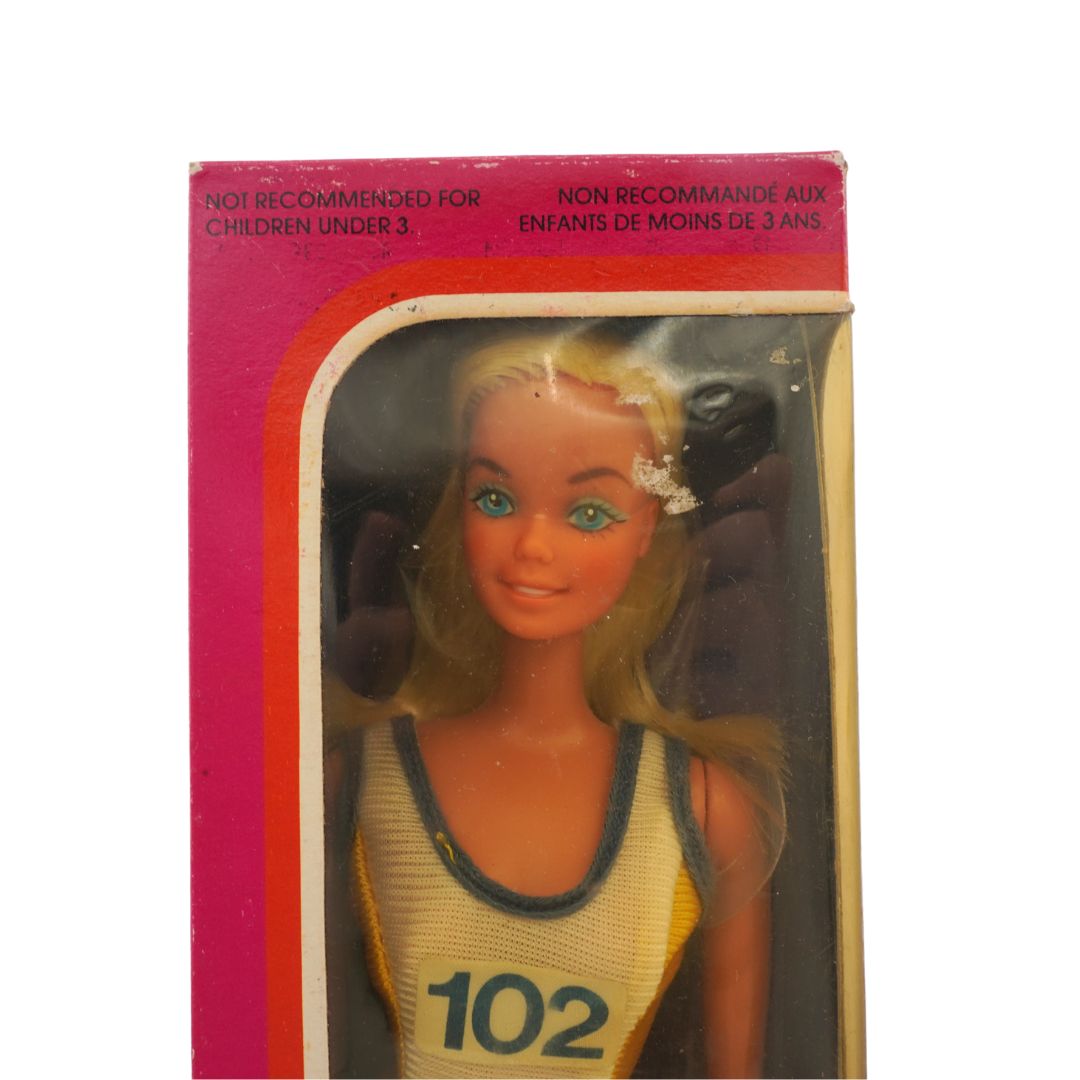 NOT RECOMMENDED FOR
CHILDREN UNDER 3.
NON RECOMMANDÉ AUX
ENFANTS DE MOINS DE 3 ANS.
102